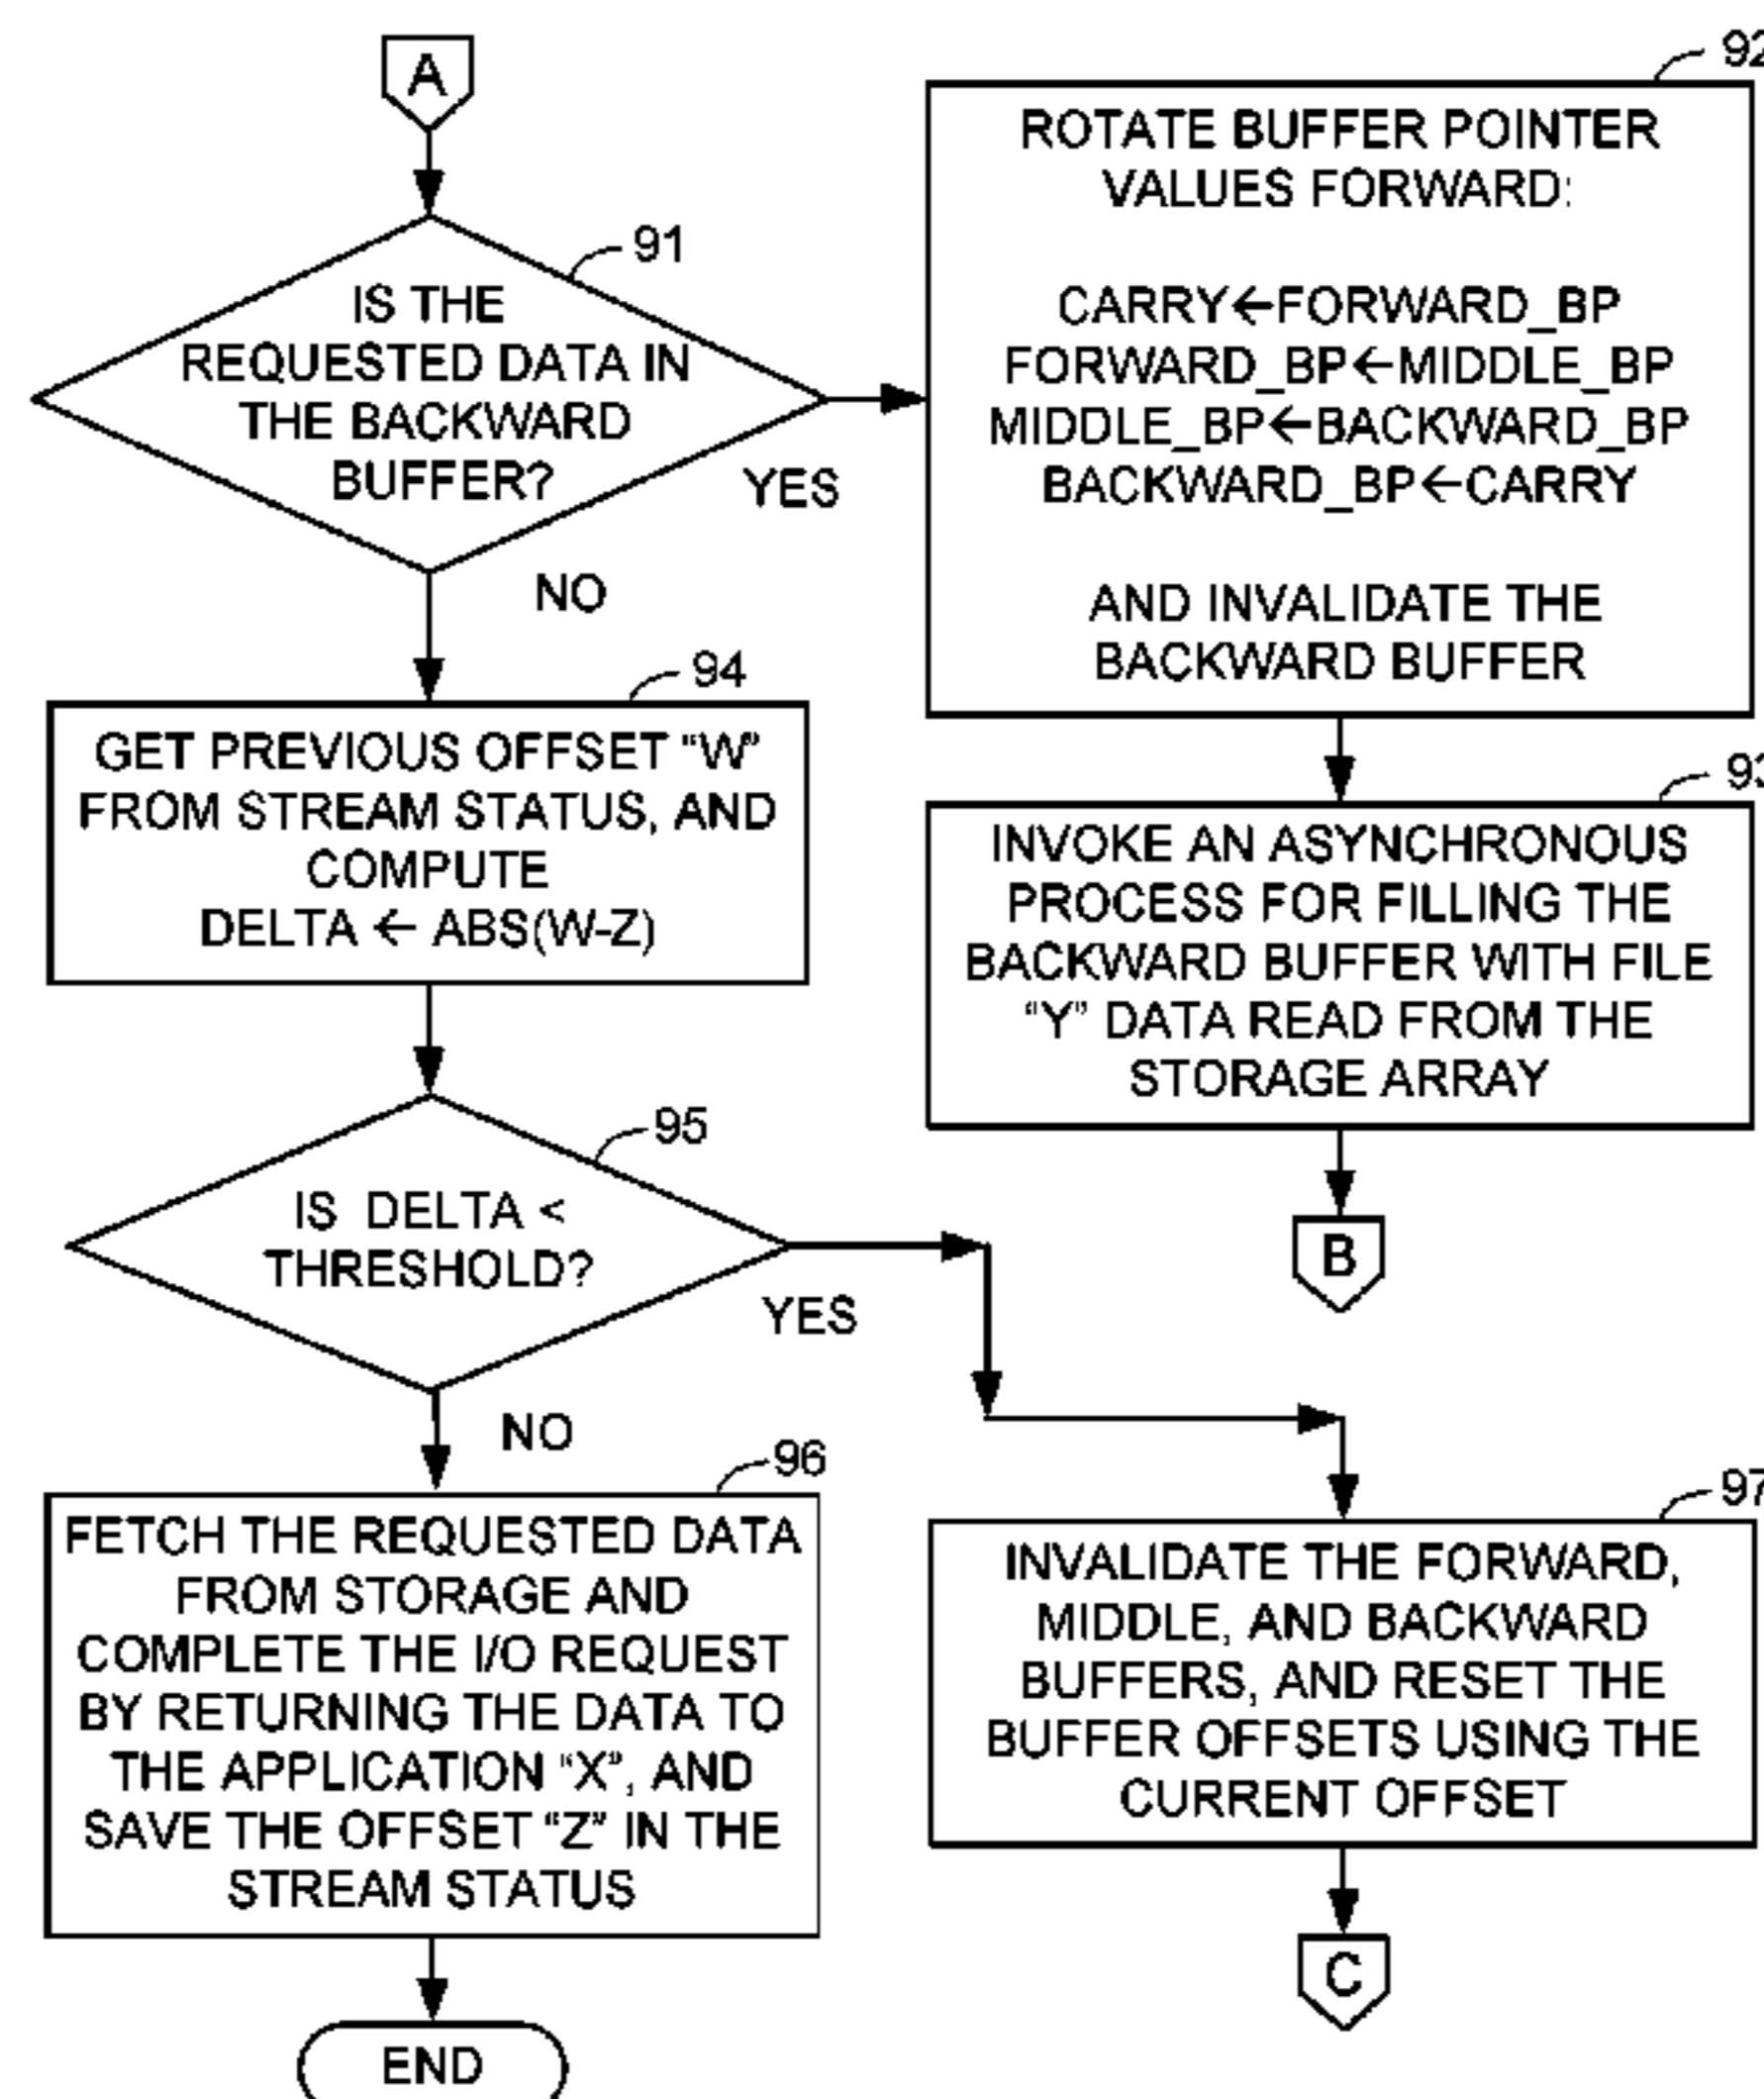 A
91
IS THE
REQUESTED DATA IN
THE BACKWARD
BUFFER?
YES
NO
92
ROTATE BUFFER POINTER
VALUES FORWARD:
CARRY←FORWARD_BP
FORWARD_BP←MIDDLE_BP
MIDDLE_BP←BACKWARD_BP
BACKWARD_BP←CARRY
AND INVALIDATE THE
BACKWARD BUFFER
94
GET PREVIOUS OFFSET “W”
FROM STREAM STATUS, AND
COMPUTE
DELTA ← ABS(W-Z)
93
INVOKE AN ASYNCHRONOUS
PROCESS FOR FILLING THE
BACKWARD BUFFER WITH FILE
“Y” DATA READ FROM THE
STORAGE ARRAY
B
95
IS DELTA <
THRESHOLD?
YES
NO
96
FETCH THE REQUESTED DATA
FROM STORAGE AND
COMPLETE THE I/O REQUEST
BY RETURNING THE DATA TO
THE APPLICATION “X”, AND
SAVE THE OFFSET “Z” IN THE
STREAM STATUS
END
97
INVALIDATE THE FORWARD,
MIDDLE, AND BACKWARD
BUFFERS, AND RESET THE
BUFFER OFFSETS USING THE
CURRENT OFFSET
C